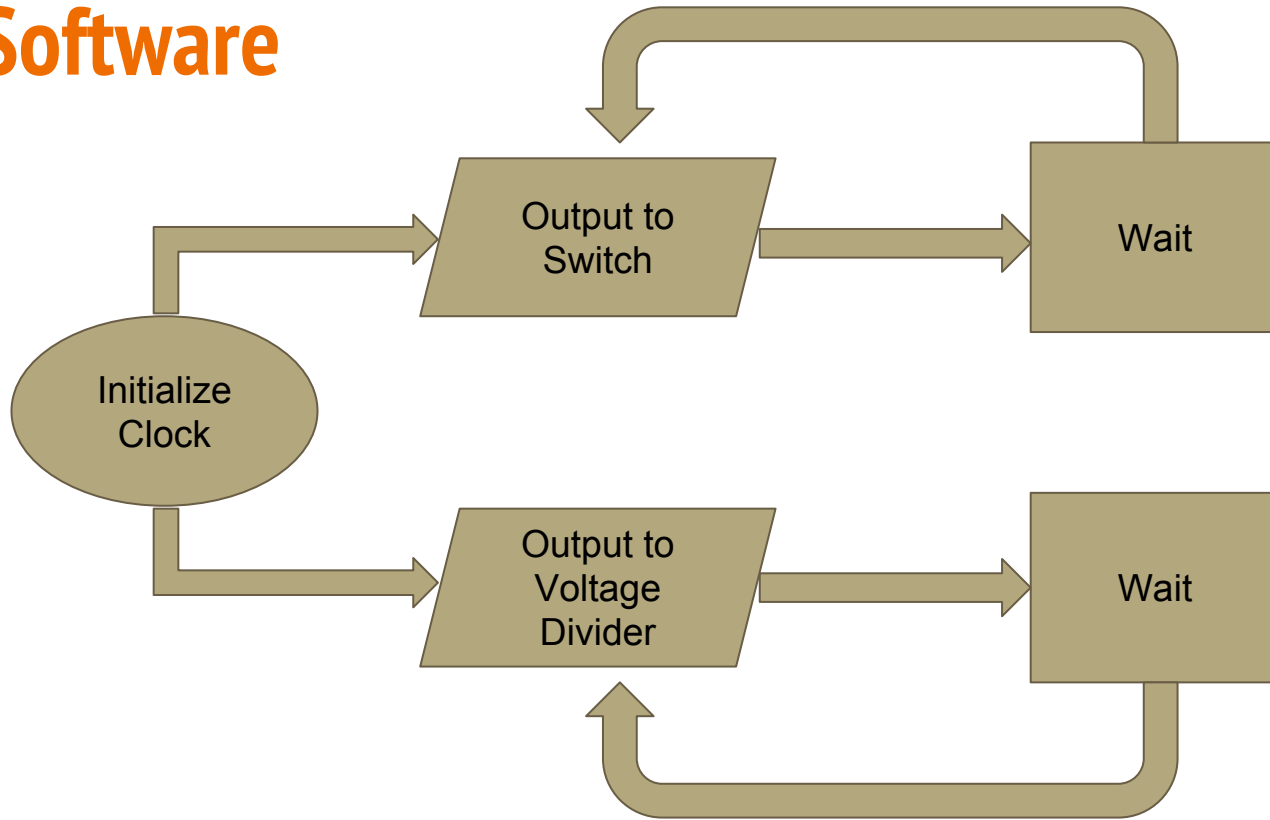 Software
Output to
Switch
Wait
Initialize
Clock
Output to
Voltage
Divider
Wait